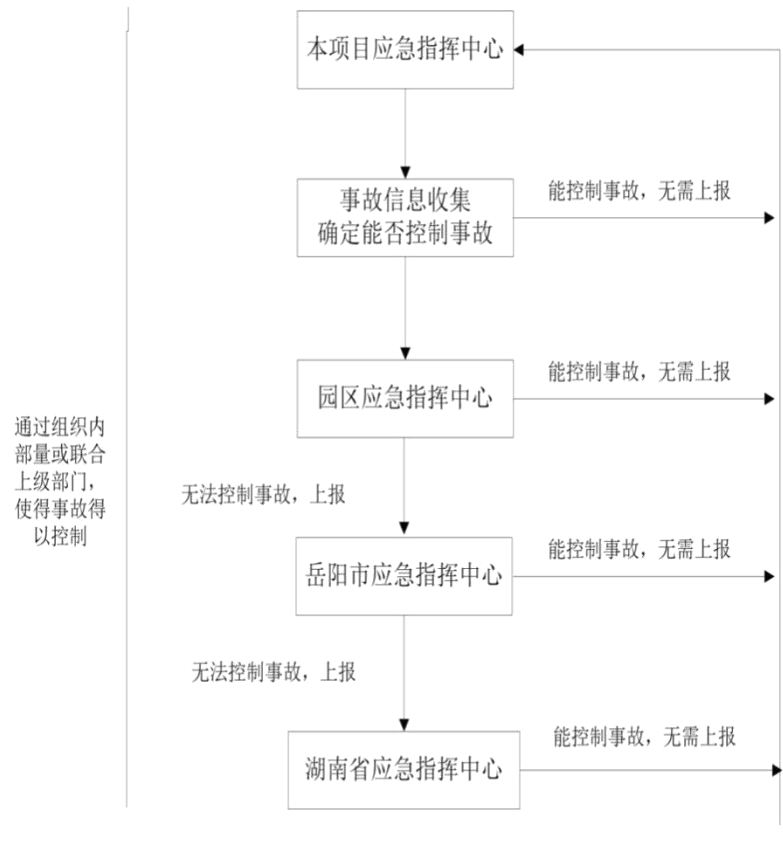 本项目应急指挥中心
事故信息收集
确定能否控制事故
能控制事故，无需上报
园区应急指挥中心
能控制事故，无需上报
通过组织内
部量或联合
上级部门，
使得事故得
以控制
无法控制事故，上报
岳阳市应急指挥中心
能控制事故，无需上报
无法控制事故，上报
湖南省应急指挥中心
能控制事故，无需上报